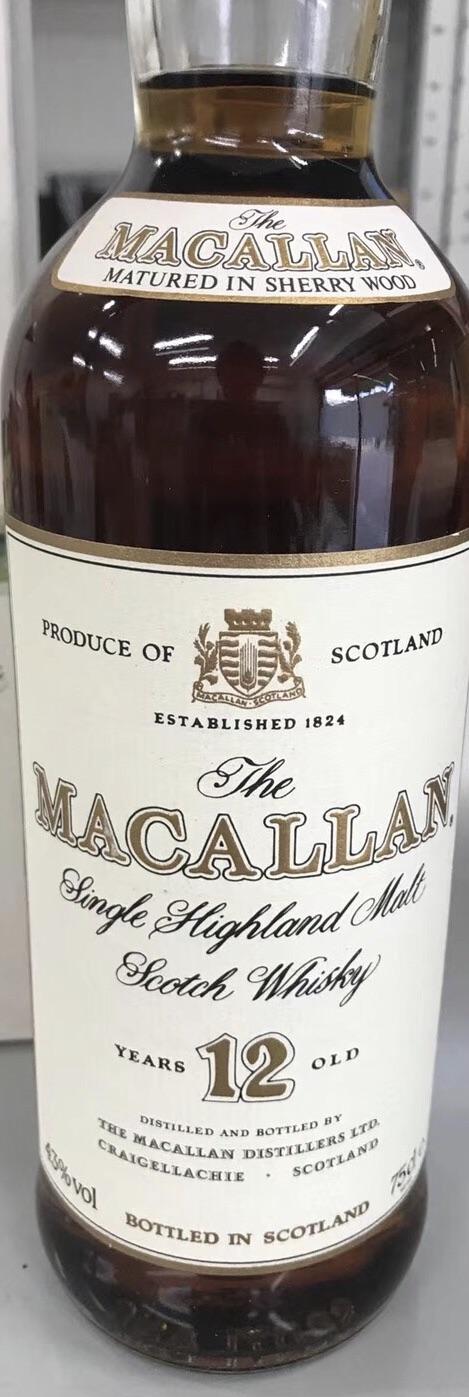 The
MACALLAN®
MATURED IN SHERRY WOOD
PRODUCE OF SCOTLAND
MACALLAN · SCOTLAND
ESTABLISHED 1824
The
MACALLAN
Single Highland Malt
Scotch Whisky
YEARS 12 OLD
DISTILLED AND BOTTLED BY
THE MACALLAN DISTILLERS LTD.
CRAIGELLACHIE · SCOTLAND
43% vol 75cl e
BOTTLED IN SCOTLAND